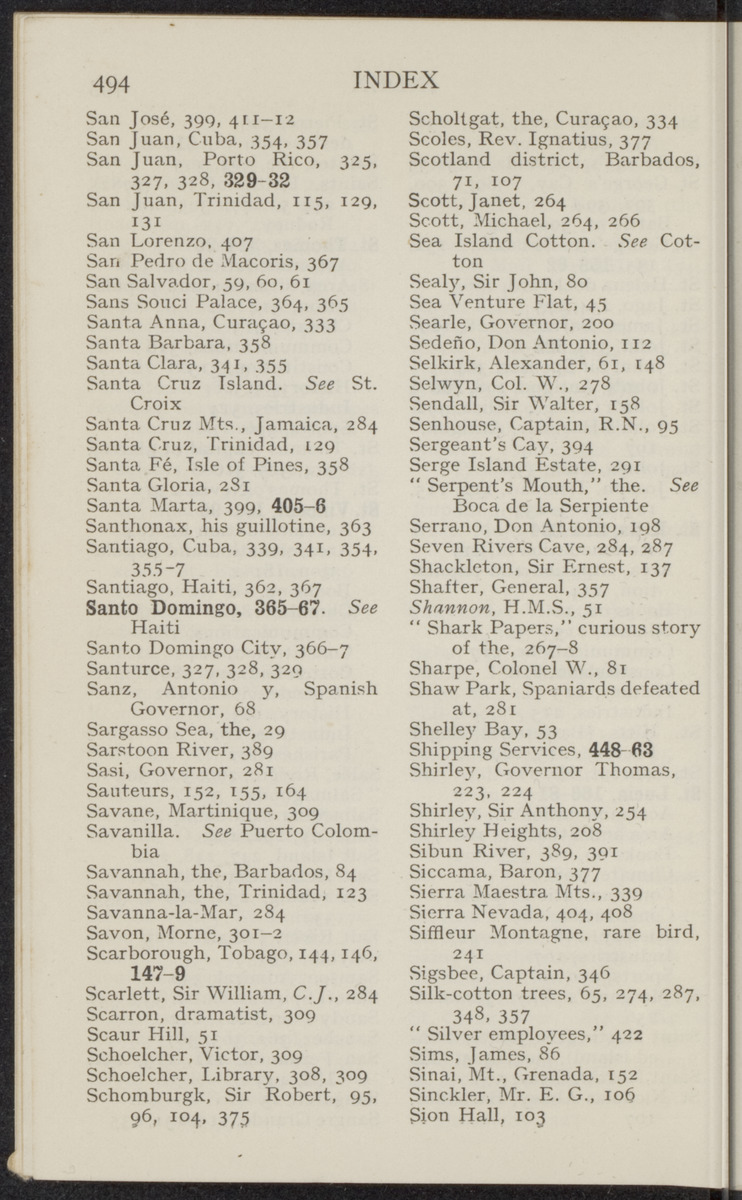 494
INDEX
San José, 399, 411–12
San Juan, Cuba, 354, 357
San Juan, Porto Rico, 325,
327, 328, 329–32
San Juan, Trinidad, 115, 129,
131
San Lorenzo, 407
San Pedro de Macoris, 367
San Salvador, 59, 60, 61
Sans Souci Palace, 364, 365
Santa Anna, Curaçao, 333
Santa Barbara, 358
Santa Clara, 341, 355
Santa Cruz Island. See St.
Croix
Santa Cruz Mts., Jamaica, 284
Santa Cruz, Trinidad, 129
Santa Fé, Isle of Pines, 358
Santa Gloria, 281
Santa Marta, 399, 405–6
Santhonax, his guillotine, 363
Santiago, Cuba, 339, 341, 354,
355–7
Santiago, Haiti, 362, 367
Santo Domingo, 365–67. See
Haiti
Santo Domingo City, 366–7
Santurce, 327, 328, 329
Sanz, Antonio y, Spanish
Governor, 68
Sargasso Sea, the, 29
Sarstoon River, 389
Sasi, Governor, 281
Sauteurs, 152, 155, 164
Savane, Martinique, 309
Savanilla. See Puerto Colom-
bia
Savannah, the, Barbados, 84
Savannah, the, Trinidad, 123
Savanna-la-Mar, 284
Savon, Morne, 301–2
Scarborough, Tobago, 144, 146,
147–9
Scarlett, Sir William, C.J., 284
Scarron, dramatist, 309
Scaur Hill, 51
Schoelcher, Victor, 309
Schoelcher, Library, 308, 309
Schomburgk, Sir Robert, 95,
96, 104, 375
Scholtgat, the, Curaçao, 334
Scoles, Rev. Ignatius, 377
Scotland district, Barbados,
71, 107
Scott, Janet, 264
Scott, Michael, 264, 266
Sea Island Cotton. See Cot-
ton
Sealy, Sir John, 80
Sea Venture Flat, 45
Searle, Governor, 200
Sedeño, Don Antonio, 112
Selkirk, Alexander, 61, 148
Selwyn, Col. W., 278
Sendall, Sir Walter, 158
Senhouse, Captain, R.N., 95
Sergeant's Cay, 394
Serge Island Estate, 291
" Serpent's Mouth," the. See
Boca de la Serpiente
Serrano, Don Antonio, 198
Seven Rivers Cave, 284, 287
Shackleton, Sir Ernest, 137
Shafter, General, 357
Shannon, H.M.S., 51
" Shark Papers," curious story
of the, 267–8
Sharpe, Colonel W., 81
Shaw Park, Spaniards defeated
at, 281
Shelley Bay, 53
Shipping Services, 448–63
Shirley, Governor Thomas,
223, 224
Shirley, Sir Anthony, 254
Shirley Heights, 208
Sibun River, 389, 391
Siccama, Baron, 377
Sierra Maestra Mts., 339
Sierra Nevada, 404, 408
Siffleur Montagne, rare bird,
241
Sigsbee, Captain, 346
Silk-cotton trees, 65, 274, 287,
348, 357
" Silver employees," 422
Sims, James, 86
Sinai, Mt., Grenada, 152
Sinckler, Mr. E. G., 106
Sion Hall, 103